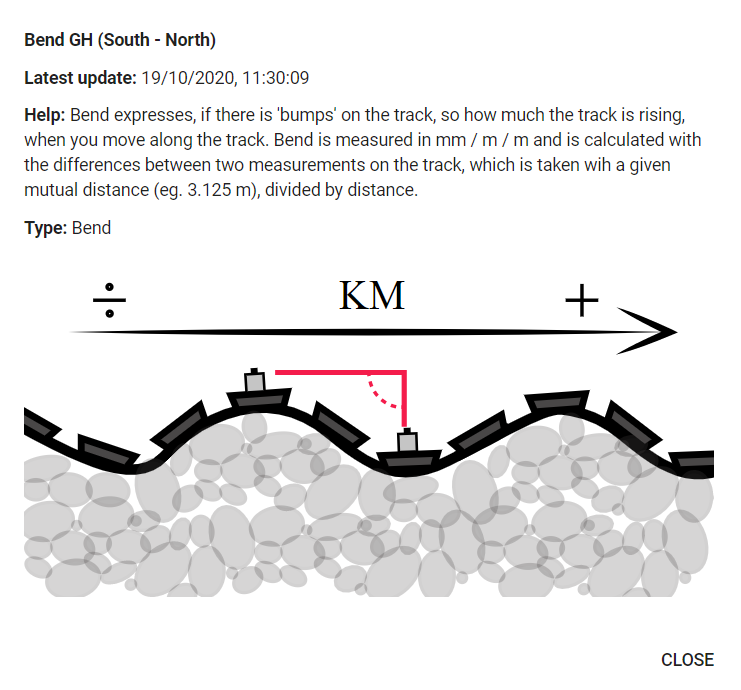 Bend GH (South - North)
Latest update: 19/10/2020, 11:30:09
Help: Bend expresses, if there is 'bumps' on the track, so how much the track is rising,
when you move along the track. Bend is measured in mm / m / m and is calculated with
the differences between two measurements on the track, which is taken wih a given
mutual distance (eg. 3.125 m), divided by distance.
Type: Bend
÷ KM +
CLOSE